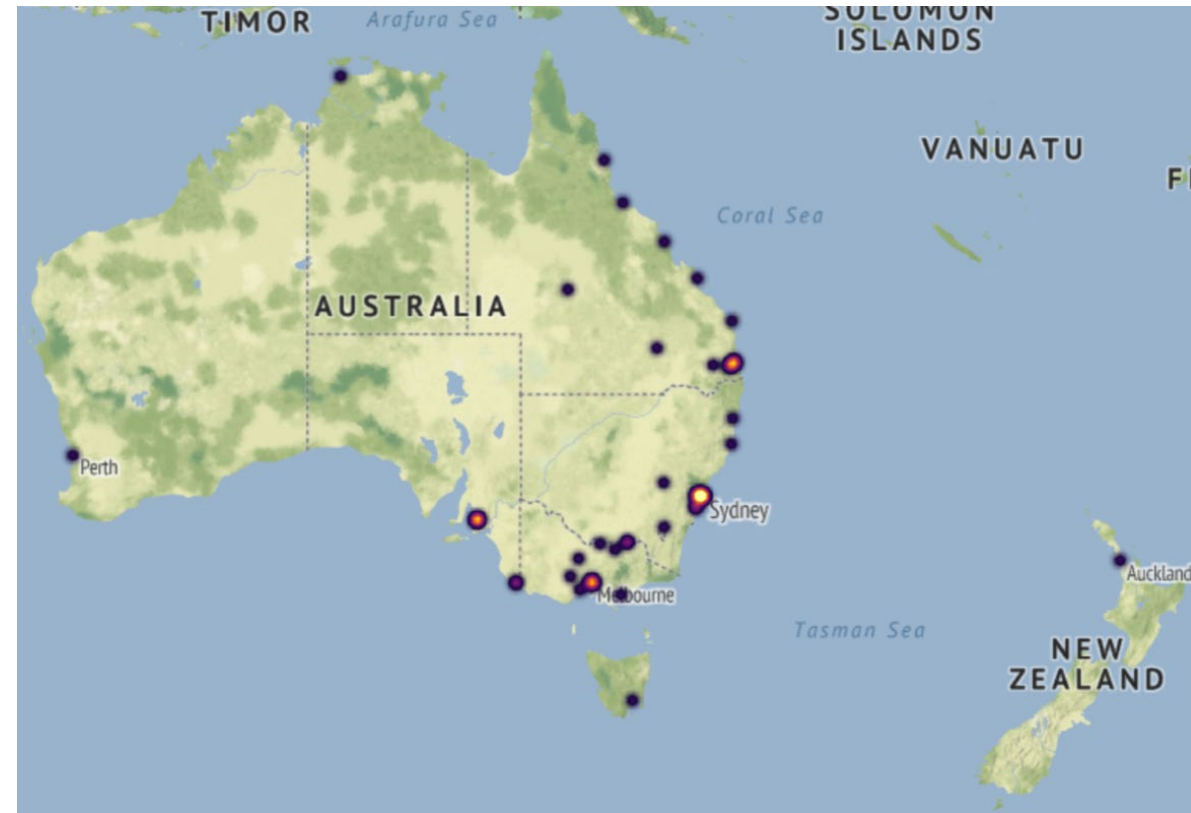 TIMOR
Arafura Sea
SOLOMON
ISLANDS
VANUATU
Coral Sea
AUSTRALIA
Perth
Sydney
Melbourne
Auckland
Tasman Sea
NEW
ZEALAND